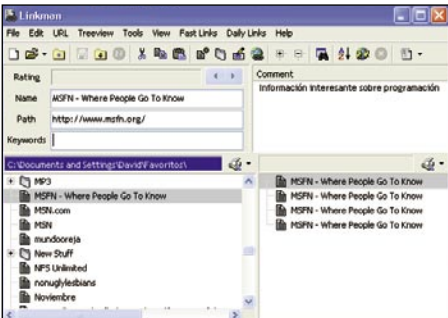 Linkman
File Edit URL Treeview Tools View Fast Links Daily Links Help
Rating
Name MSFN - Where People Go To Know
Path http://www.msfn.org/
Keywords
Comment
Información interesante sobre programación
C:\Documents and Settings\David\Favoritos\
MP3
MSFN - Where People Go To Know
MSN.com
MSN
mundooreja
New Stuff
NFS Unlimited
nonuglylesbians
Noviembre
MSFN - Where People Go To Know
MSFN - Where People Go To Know
MSFN - Where People Go To Know
MSFN - Where People Go To Know